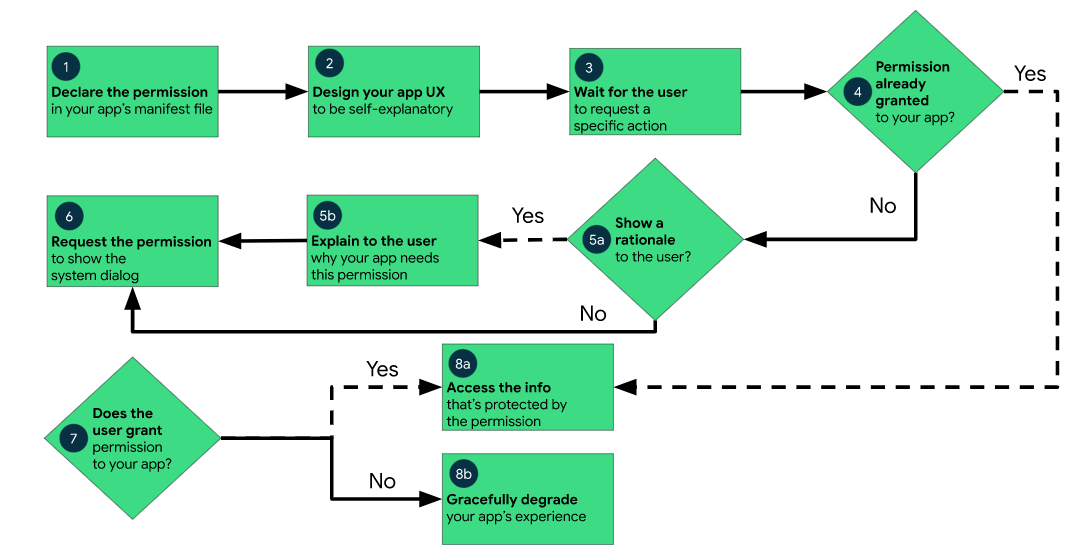 1
Declare the permission
in your app's manifest file
2
Design your app UX
to be self-explanatory
3
Wait for the user
to request a
specific action
4
Permission
already
granted
to your app?
Yes
No
5a
Show a
rationale
to the user?
Yes
No
5b
Explain to the user
why your app needs
this permission
6
Request the permission
to show the
system dialog
7
Does the
user grant
permission
to your app?
Yes
No
8a
Access the info
that's protected by
the permission
8b
Gracefully degrade
your app's experience